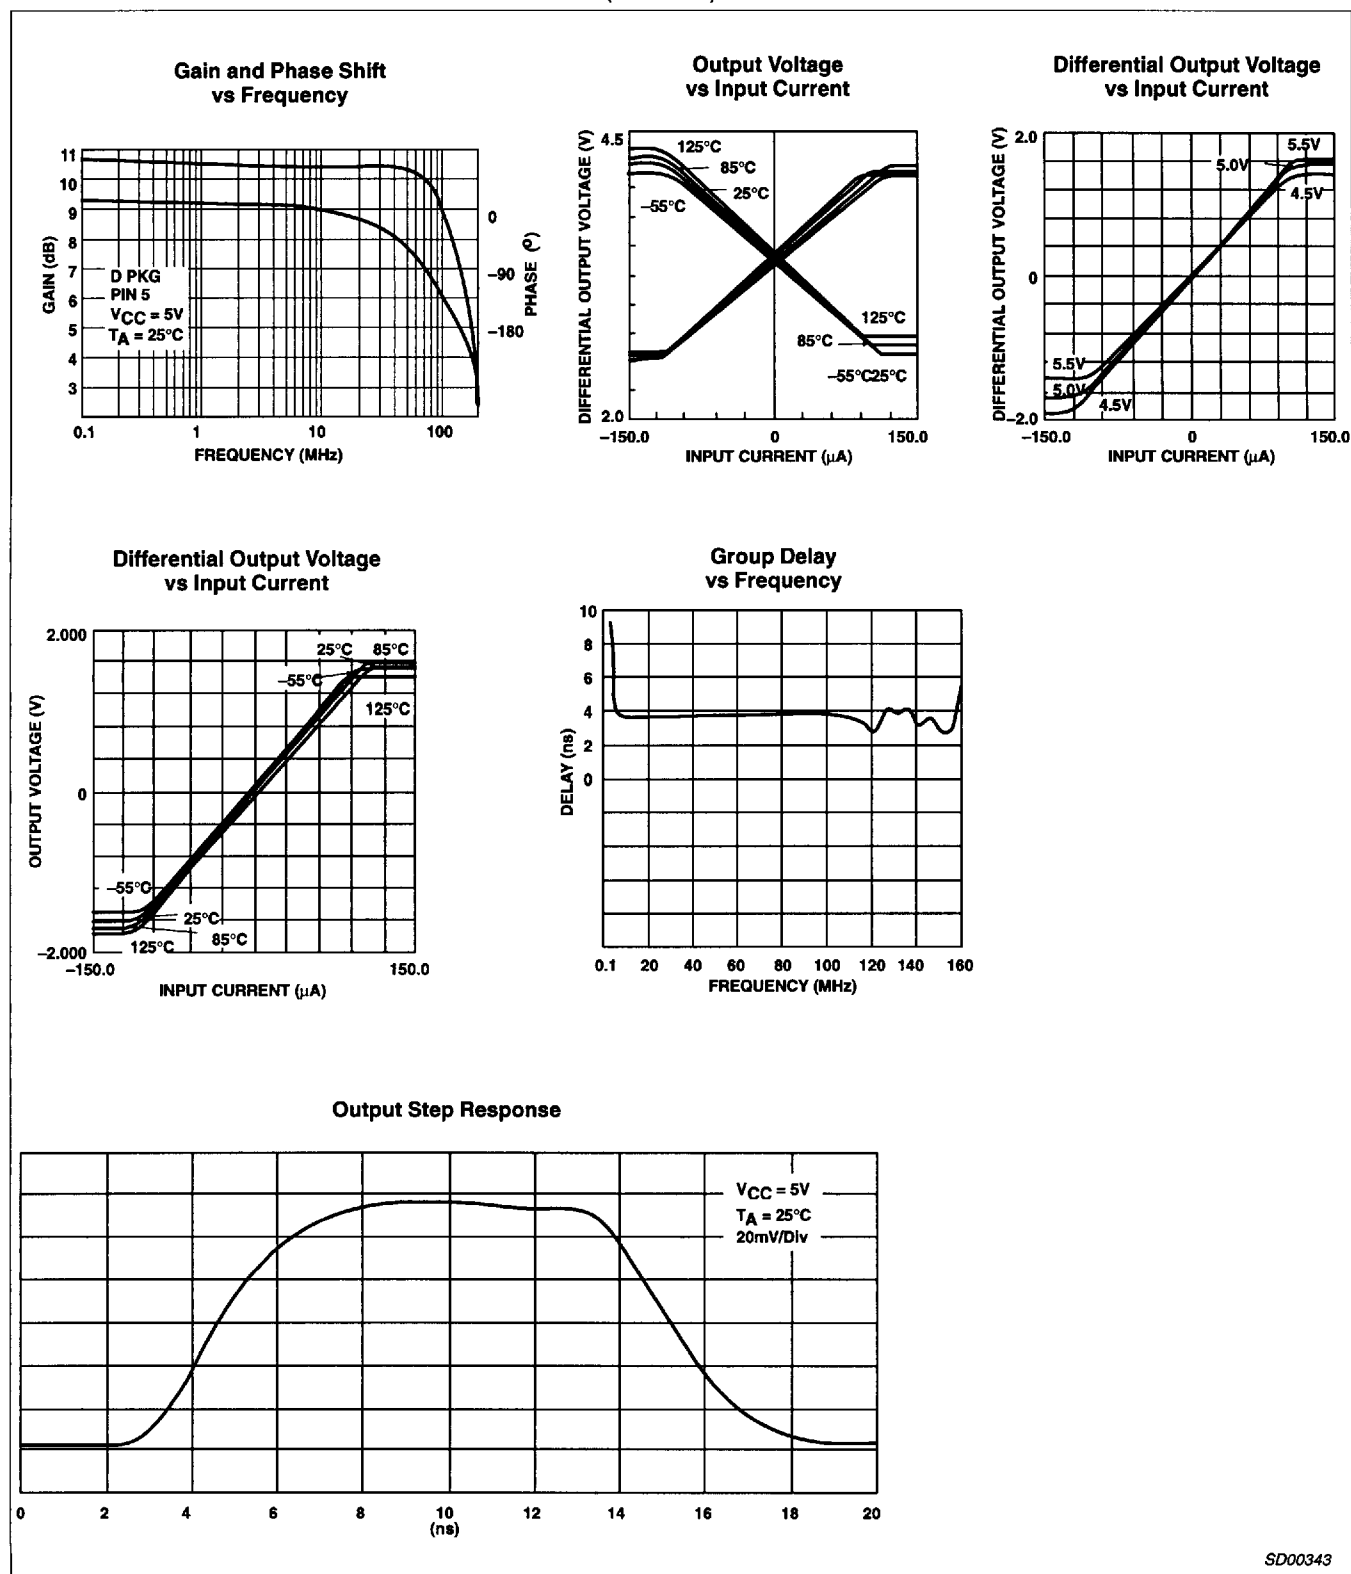 Gain and Phase Shift
vs Frequency
11
10
9
8
7
6
5
4
3
GAIN (dB)
D PKG
PIN 5
VCC = 5V
TA = 25°C
0
−90
−180
PHASE (°)
0.1
1
10
100
FREQUENCY (MHz)
Output Voltage
vs Input Current
DIFFERENTIAL OUTPUT VOLTAGE (V)
4.5
2.0
125°C
85°C
25°C
−55°C
125°C
85°C
−55°C
25°C
−150.0
0
150.0
INPUT CURRENT (μA)
Differential Output Voltage
vs Input Current
DIFFERENTIAL OUTPUT VOLTAGE (V)
2.0
0
−2.0
5.5V
5.0V
4.5V
5.5V
5.0V
4.5V
−150.0
0
150.0
INPUT CURRENT (μA)
Differential Output Voltage
vs Input Current
OUTPUT VOLTAGE (V)
2.000
0
−2.000
25°C
85°C
−55°C
125°C
−55°C
25°C
85°C
125°C
−150.0
150.0
INPUT CURRENT (μA)
Group Delay
vs Frequency
DELAY (ns)
10
8
6
4
2
0
0.1
20
40
60
80
100
120
140
160
FREQUENCY (MHz)
Output Step Response
VCC = 5V
TA = 25°C
20mV/Div
0
2
4
6
8
10
12
14
16
18
20
(ns)
SD00343